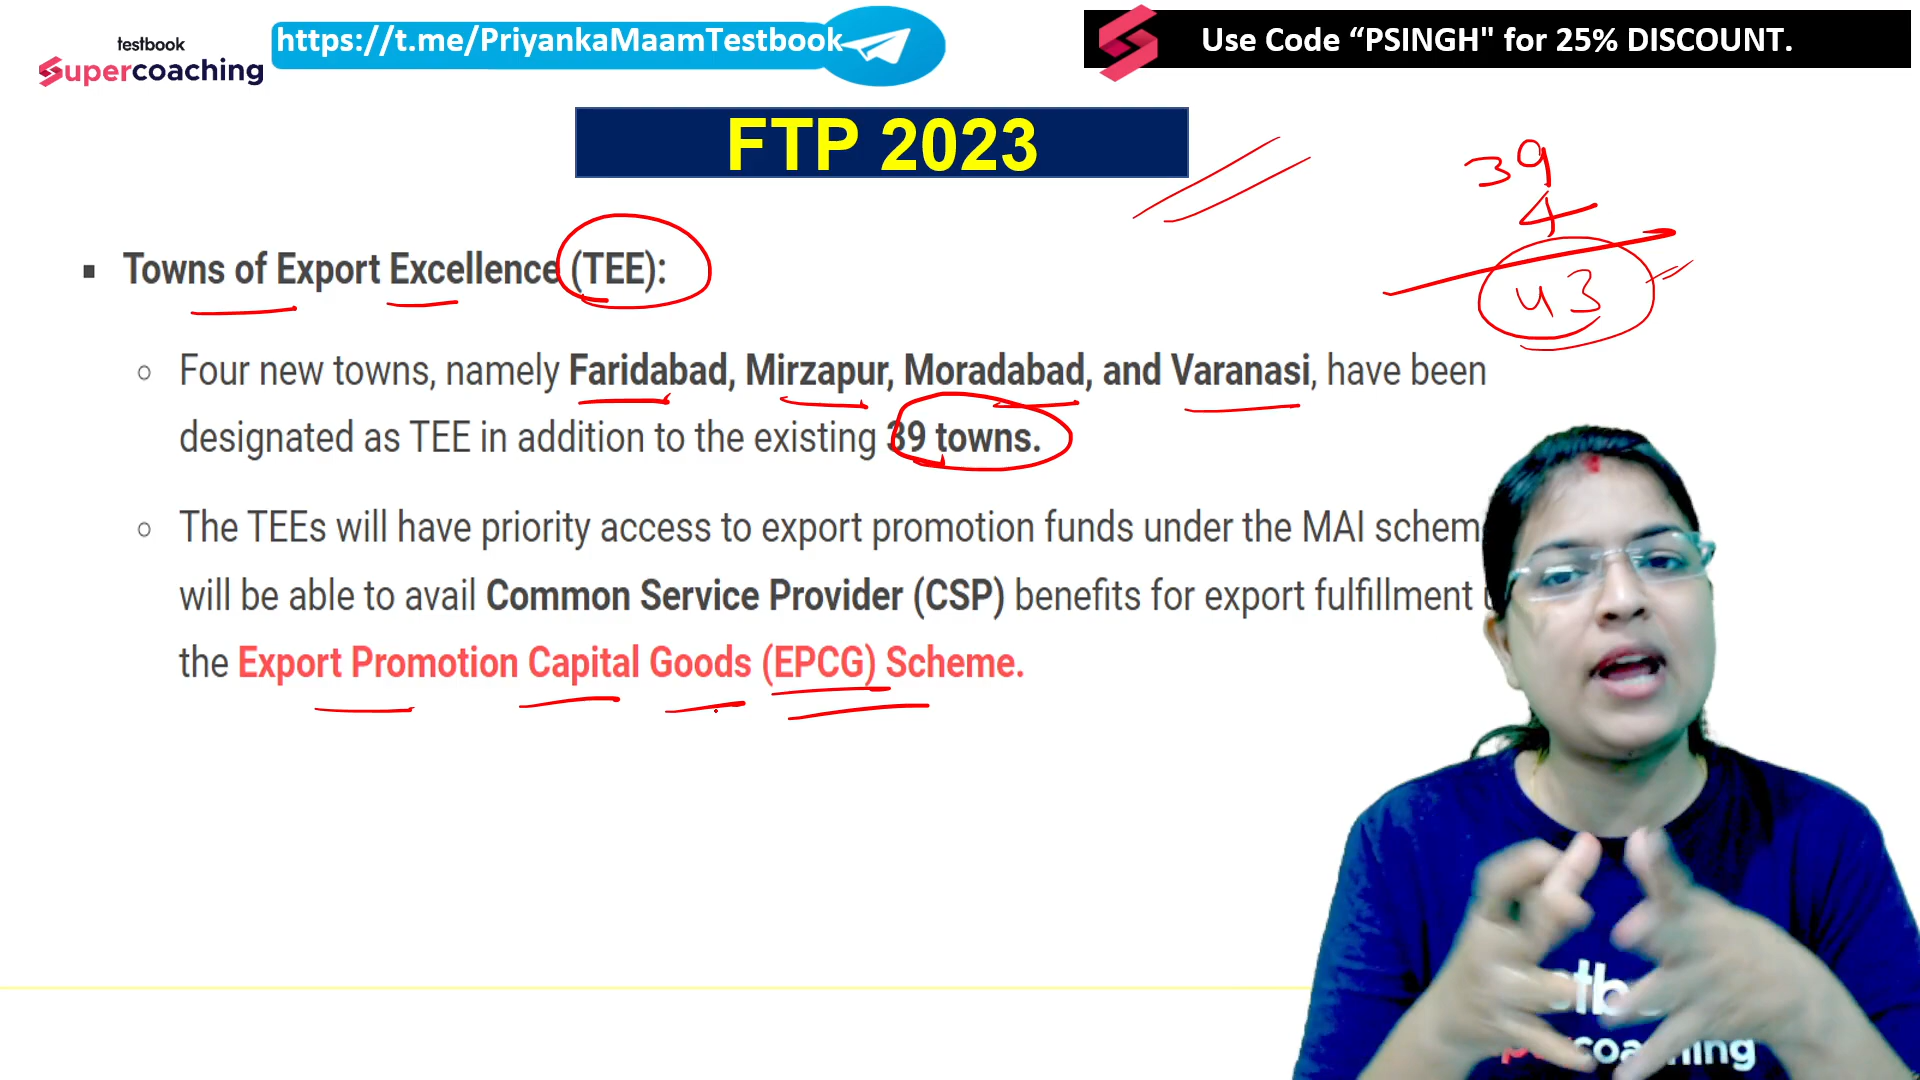 testbook
Supercoaching
https://t.me/PriyankaMaamTestbook
Use Code “PSINGH" for 25% DISCOUNT.
FTP 2023
39
4
43
▪ Towns of Export Excellence (TEE):
○ Four new towns, namely Faridabad, Mirzapur, Moradabad, and Varanasi, have been
designated as TEE in addition to the existing 39 towns.
○ The TEEs will have priority access to export promotion funds under the MAI
will be able to avail Common Service Provider (CSP) benefits for export fulfillment
the Export Promotion Capital Goods (EPCG) Scheme.